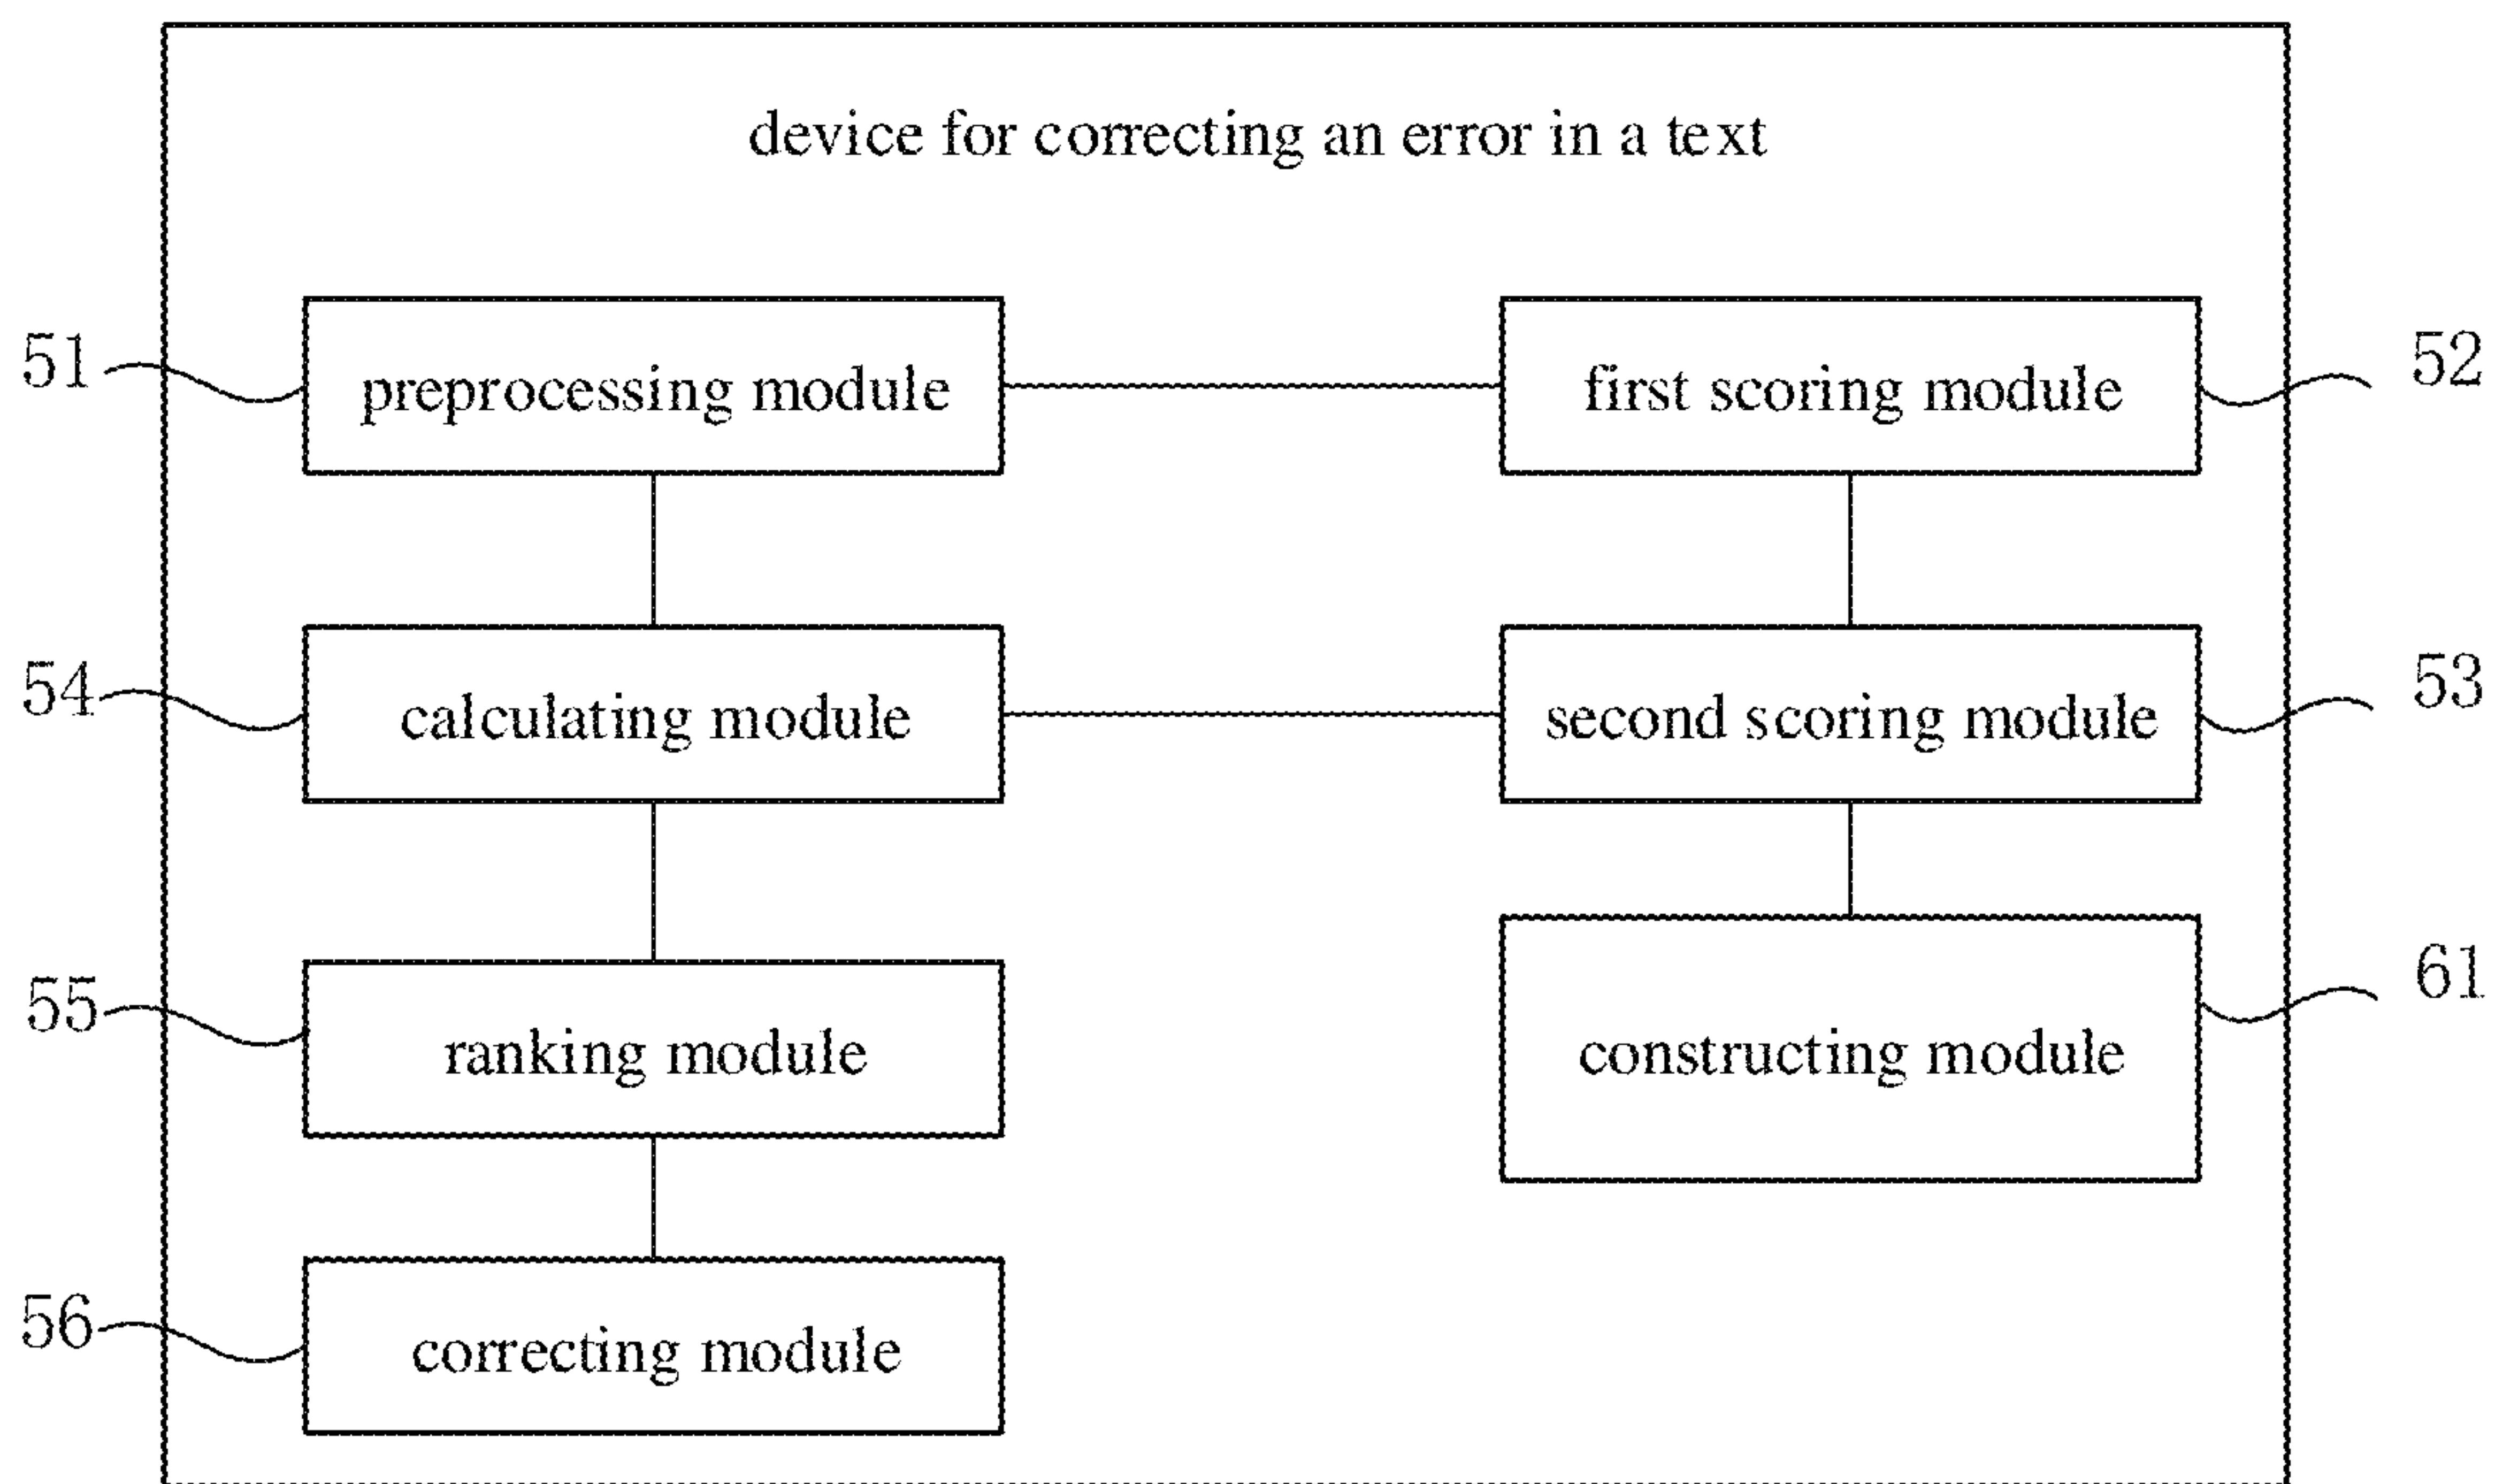 device for correcting an error in a text
51
preprocessing module
first scoring module
52
54
calculating module
second scoring module
53
55
ranking module
constructing module
61
56
correcting module